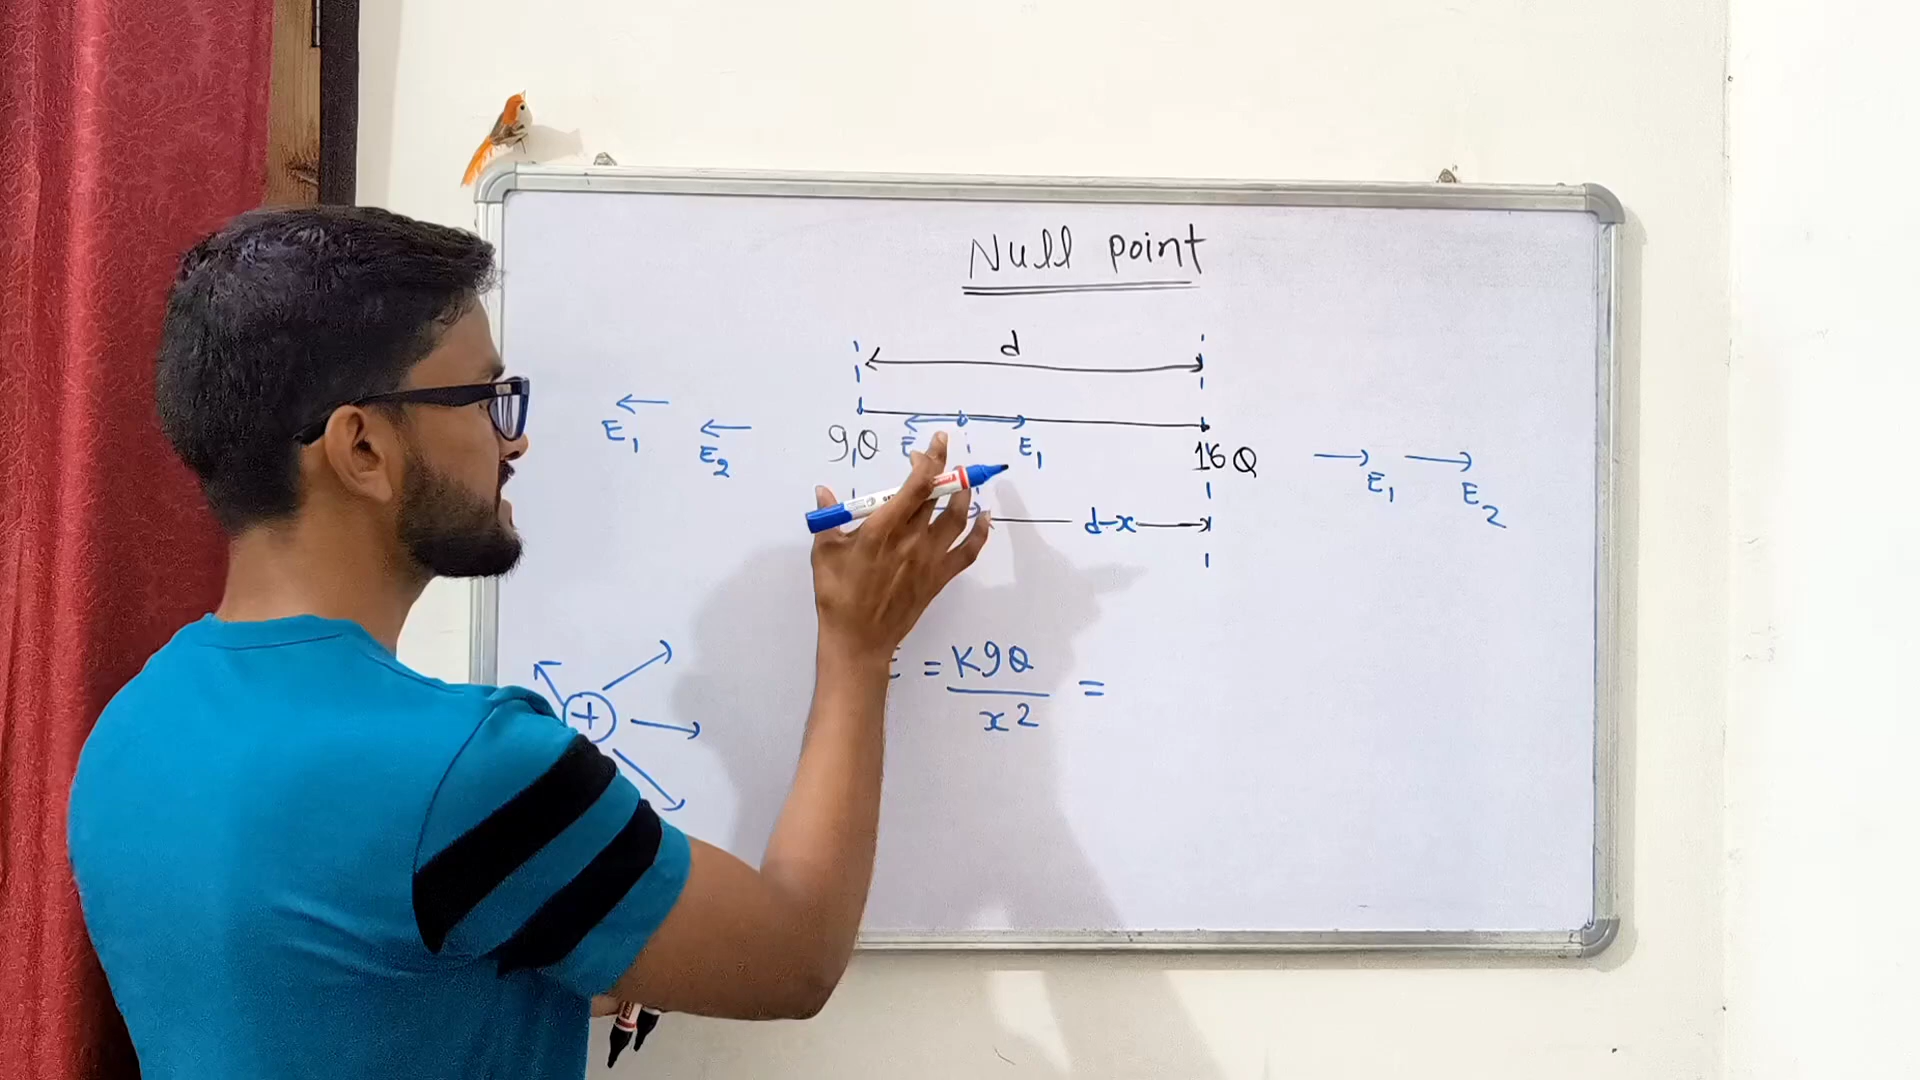 Null point
d
E₁ E₂ 9Q E E₁ 16Q E₁ E₂
d-x
= K9Q/x² =
+